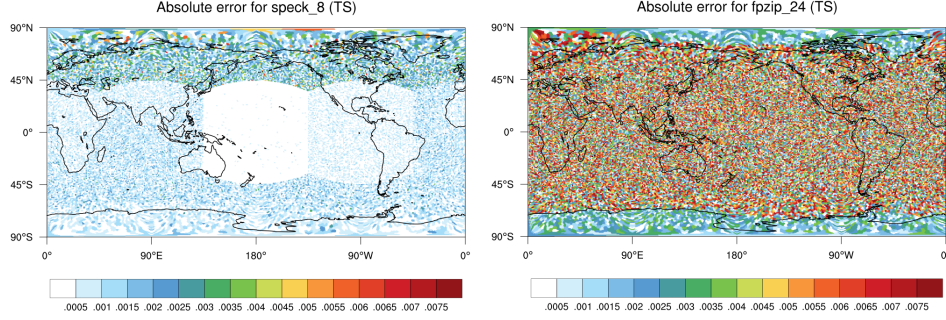 Absolute error for speck_8 (TS)
90°N
45°N
0°
45°S
90°S
0° 90°E 180° 90°W 0°
.0005 .001 .0015 .002 .0025 .003 .0035 .004 .0045 .005 .0055 .006 .0065 .007 .0075
Absolute error for fpzip_24 (TS)
90°N
45°N
0°
45°S
90°S
0° 90°E 180° 90°W 0°
.0005 .001 .0015 .002 .0025 .003 .0035 .004 .0045 .005 .0055 .006 .0065 .007 .0075